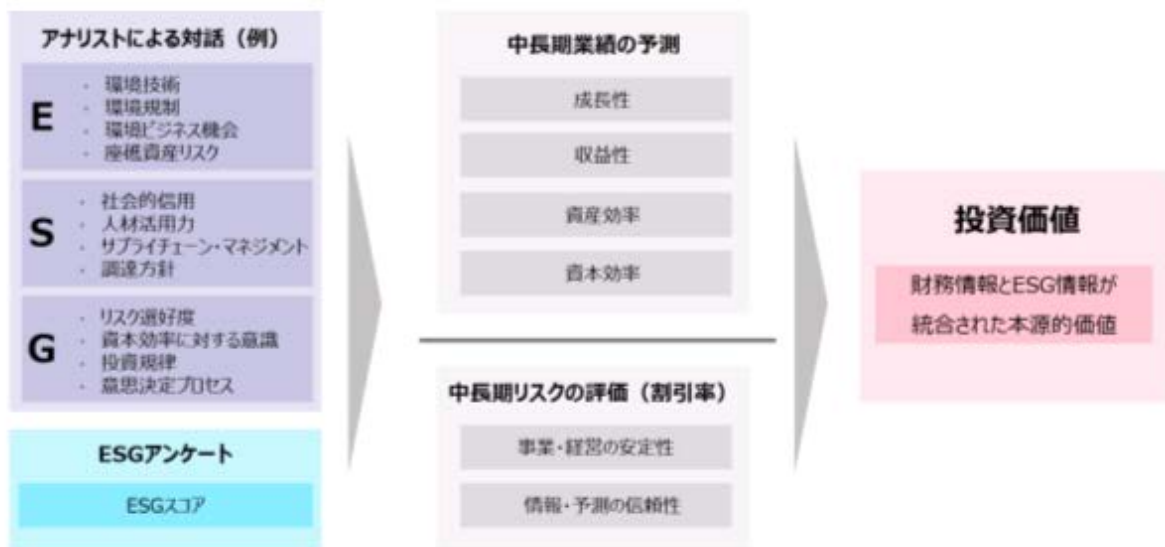 アナリストによる対話（例）
E
・ 環境技術
・ 環境規制
・ 環境ビジネス機会
・ 座礁資産リスク
S
・ 社会的信用
・ 人材活用力
・ サプライチェーン・マネジメント
・ 調達方針
G
・ リスク選好度
・ 資本効率に対する意識
・ 投資規律
・ 意思決定プロセス
ESGアンケート
ESGスコア
中長期業績の予測
成長性
収益性
資産効率
資本効率
中長期リスクの評価（割引率）
事業・経営の安定性
情報・予測の信頼性
投資価値
財務情報とESG情報が
統合された本源的価値